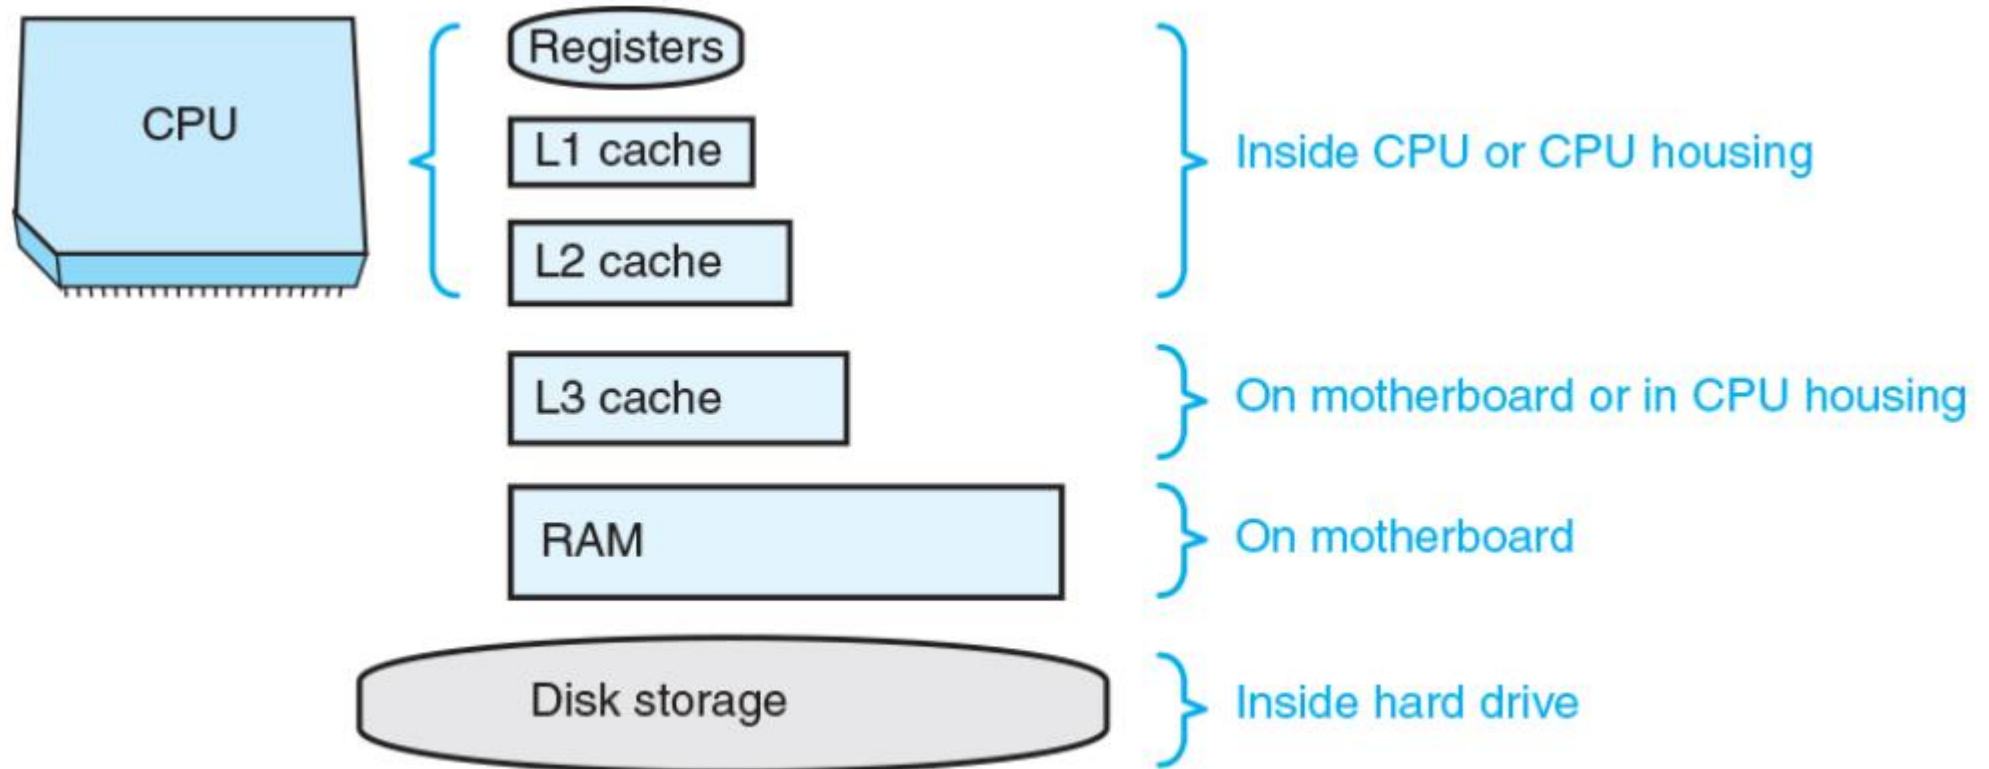 CPU
Registers
L1 cache
L2 cache
Inside CPU or CPU housing
L3 cache
On motherboard or in CPU housing
RAM
On motherboard
Disk storage
Inside hard drive